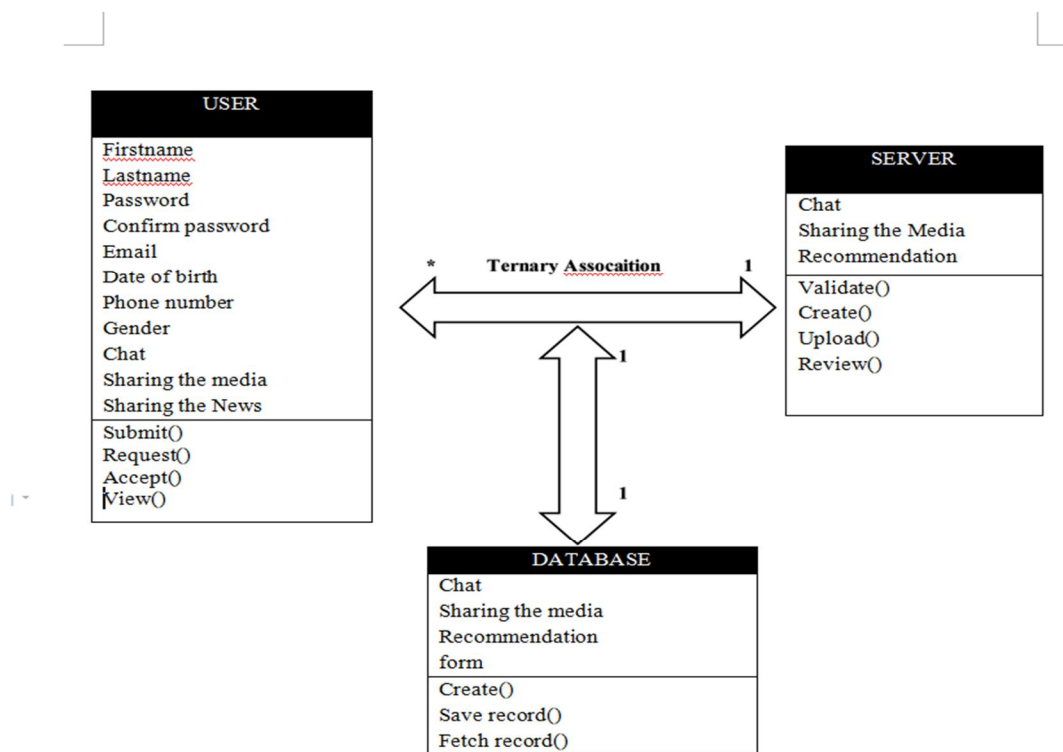 USER
Firstname
Lastname
Password
Confirm password
Email
Date of birth
Phone number
Gender
Chat
Sharing the media
Sharing the News
Submit()
Request()
Accept()
View()
* Ternary Assocaition 1
1
1
SERVER
Chat
Sharing the Media
Recommendation
Validate()
Create()
Upload()
Review()
DATABASE
Chat
Sharing the media
Recommendation
form
Create()
Save record()
Fetch record()